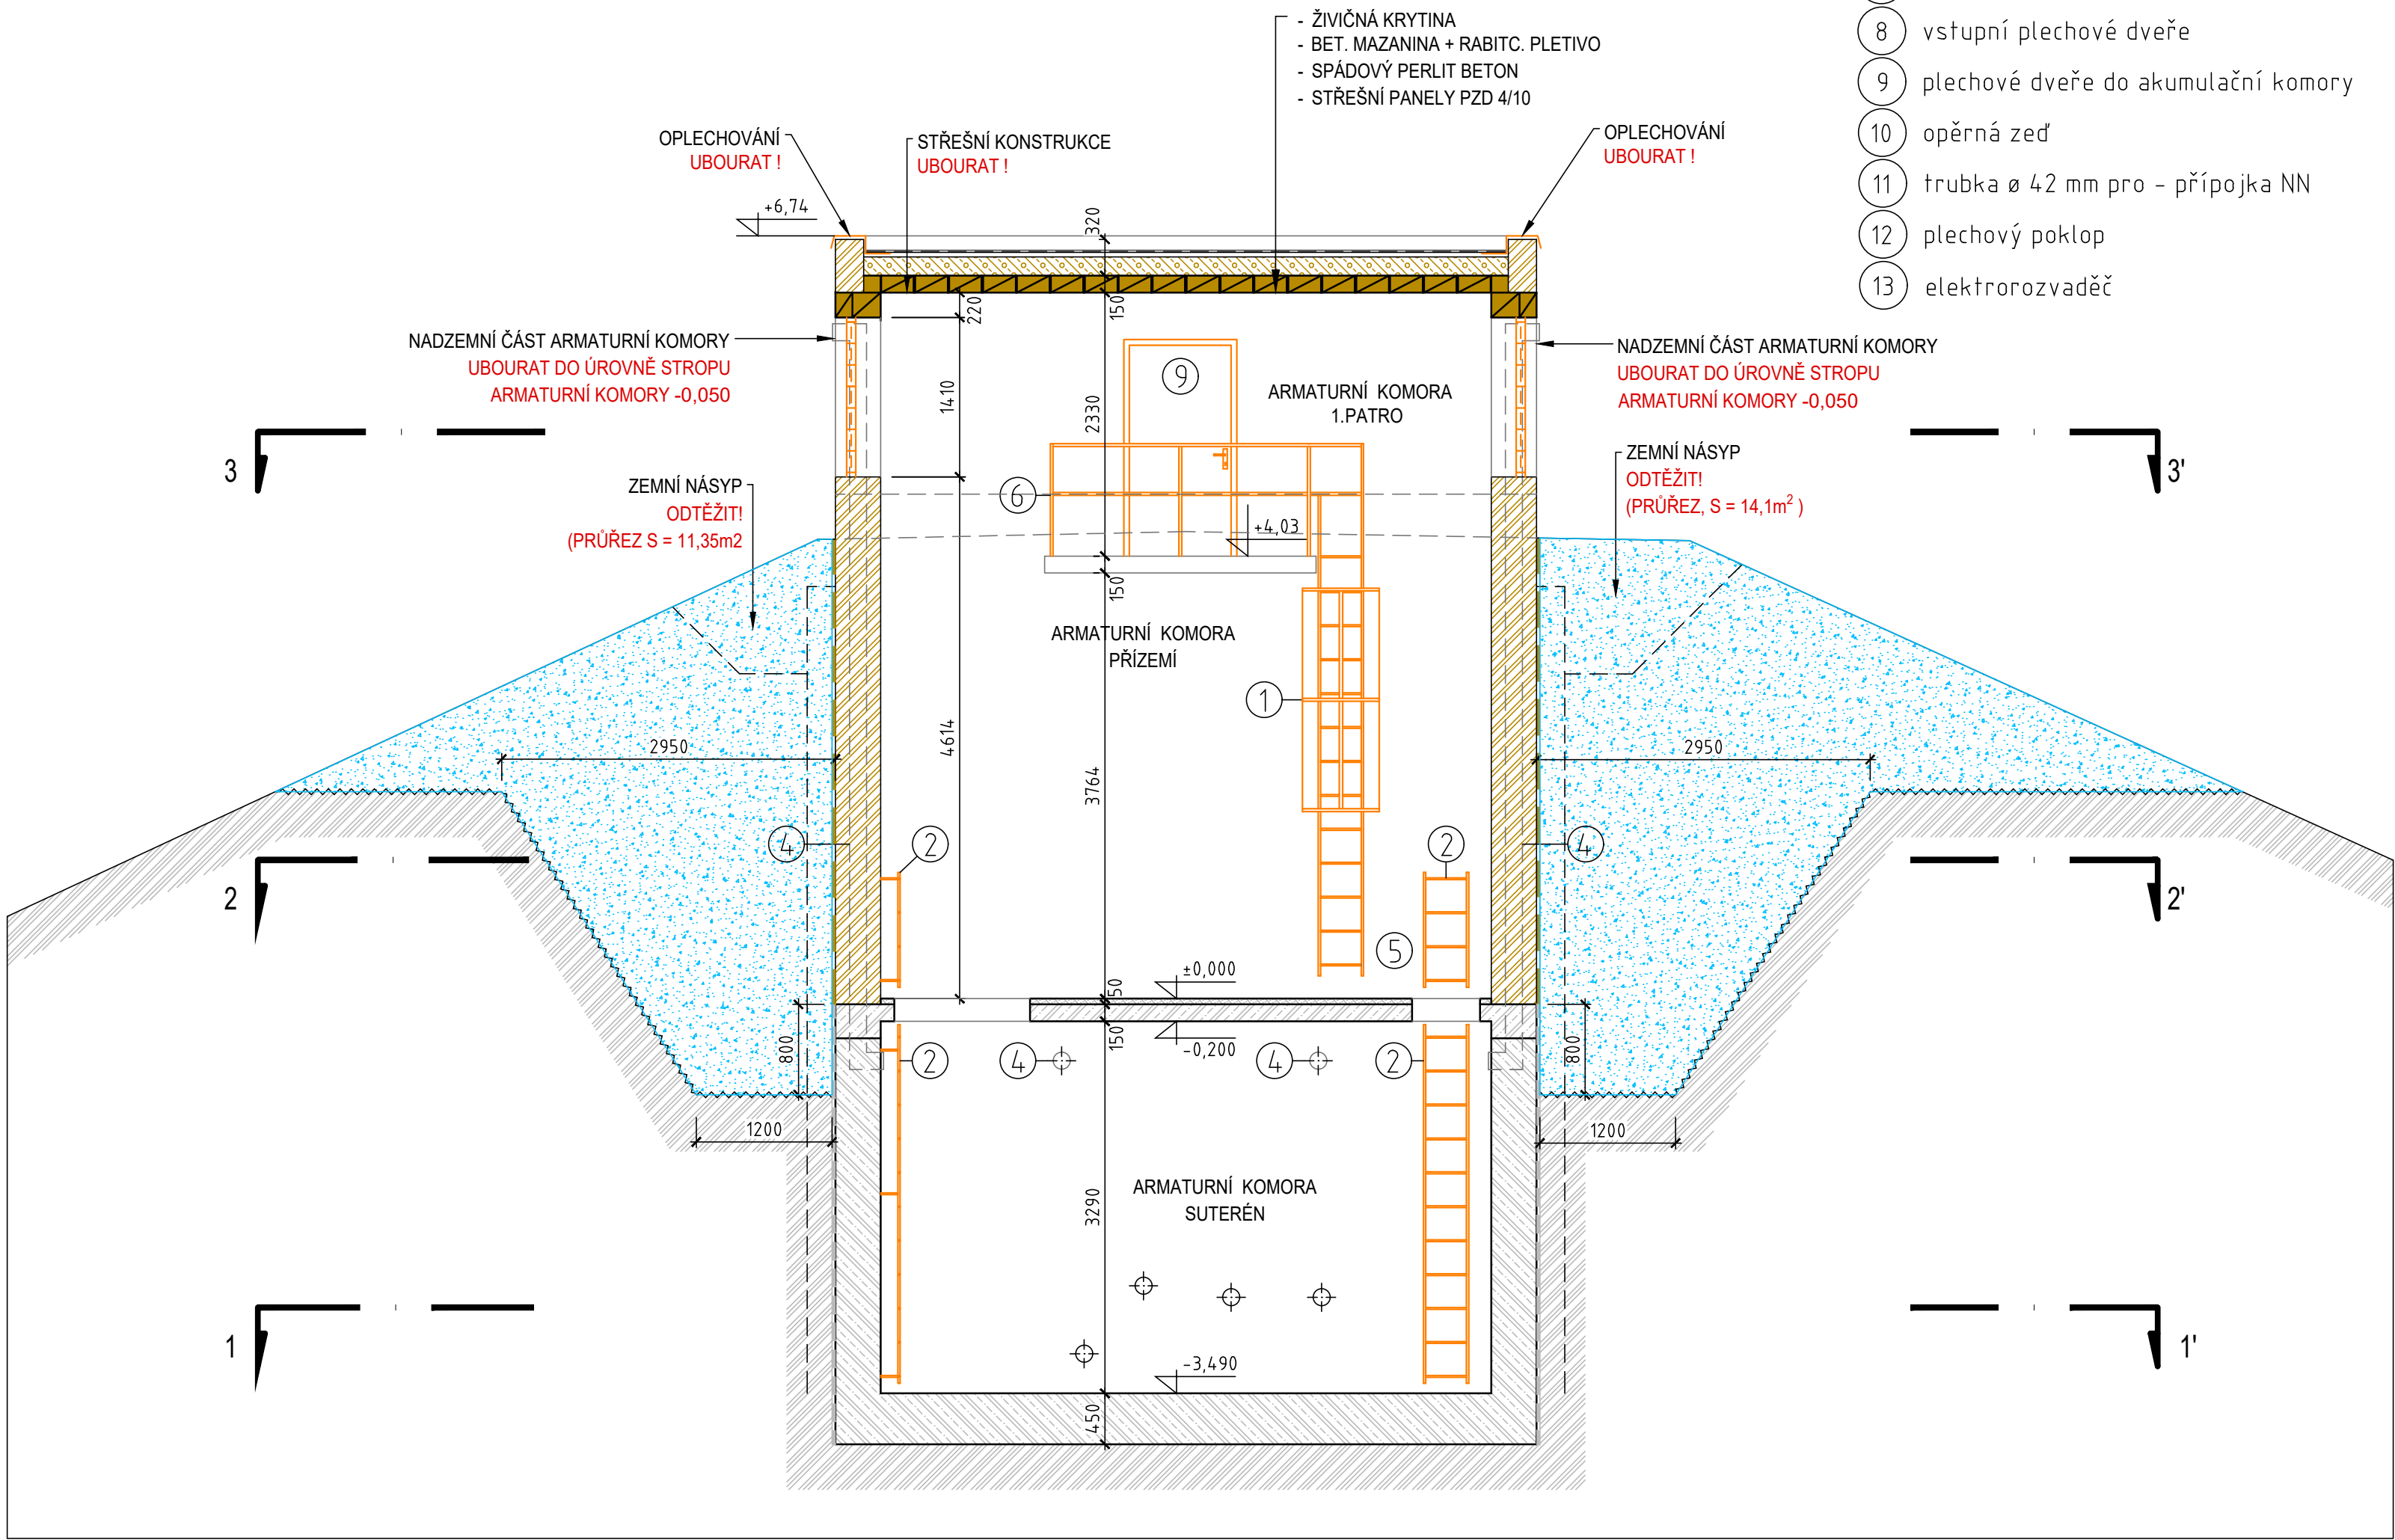 - ŽIVIČNÁ KRYTINA
- BET. MAZANINA + RABITC. PLETIVO
- SPÁDOVÝ PERLIT BETON
- STŘEŠNÍ PANELY PZD 4/10
8 vstupní plechové dveře
9 plechové dveře do akumulační komory
10 opěrná zeď
11 trubka ø 42 mm pro - přípojka NN
12 plechový poklop
13 elektrorozvaděč
OPLECHOVÁNÍ
UBOURAT !
STŘEŠNÍ KONSTRUKCE
UBOURAT !
OPLECHOVÁNÍ
UBOURAT !
+6,74
320
220
150
NADZEMNÍ ČÁST ARMATURNÍ KOMORY
UBOURAT DO ÚROVNĚ STROPU
ARMATURNÍ KOMORY -0,050
NADZEMNÍ ČÁST ARMATURNÍ KOMORY
UBOURAT DO ÚROVNĚ STROPU
ARMATURNÍ KOMORY -0,050
1410
2330
9
ARMATURNÍ KOMORA
1.PATRO
3
3'
ZEMNÍ NÁSYP
ODTĚŽIT!
(PRŮŘEZ S = 11,35m2
ZEMNÍ NÁSYP
ODTĚŽIT!
(PRŮŘEZ, S = 14,1m² )
6
+4,03
150
ARMATURNÍ KOMORA
PŘÍZEMÍ
1
2950
4614
3764
2950
4
2
2
4
2
2'
5
±0,000
50
150
-0,200
800
2
4
4
2
800
1200
1200
ARMATURNÍ KOMORA
SUTERÉN
3290
1
1'
-3,490
450